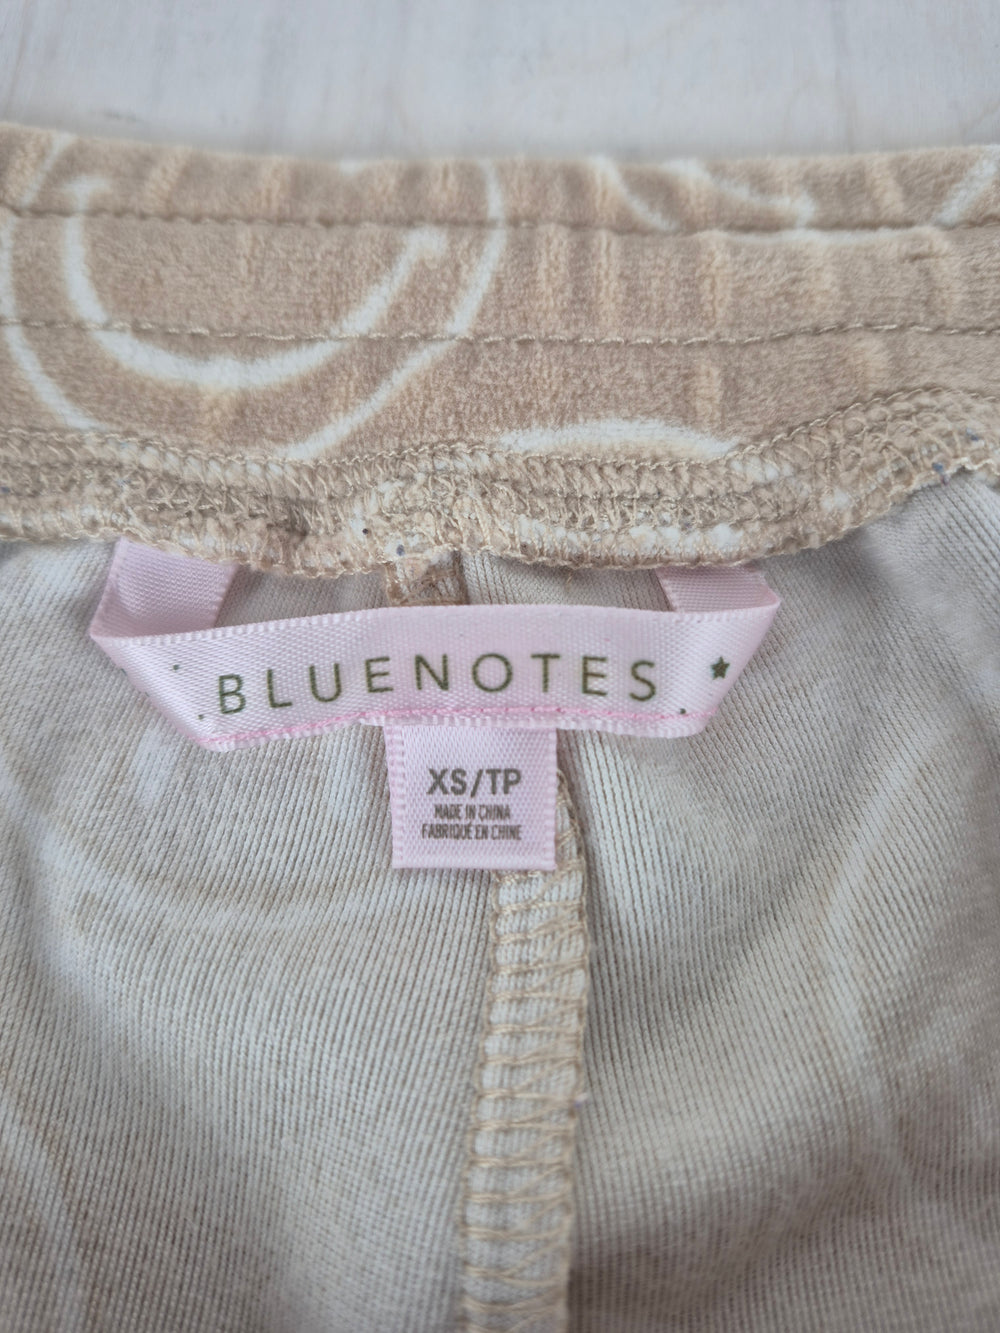 BLUENOTES
XS/TP
MADE IN CHINA
FABRIQUÉ EN CHINE